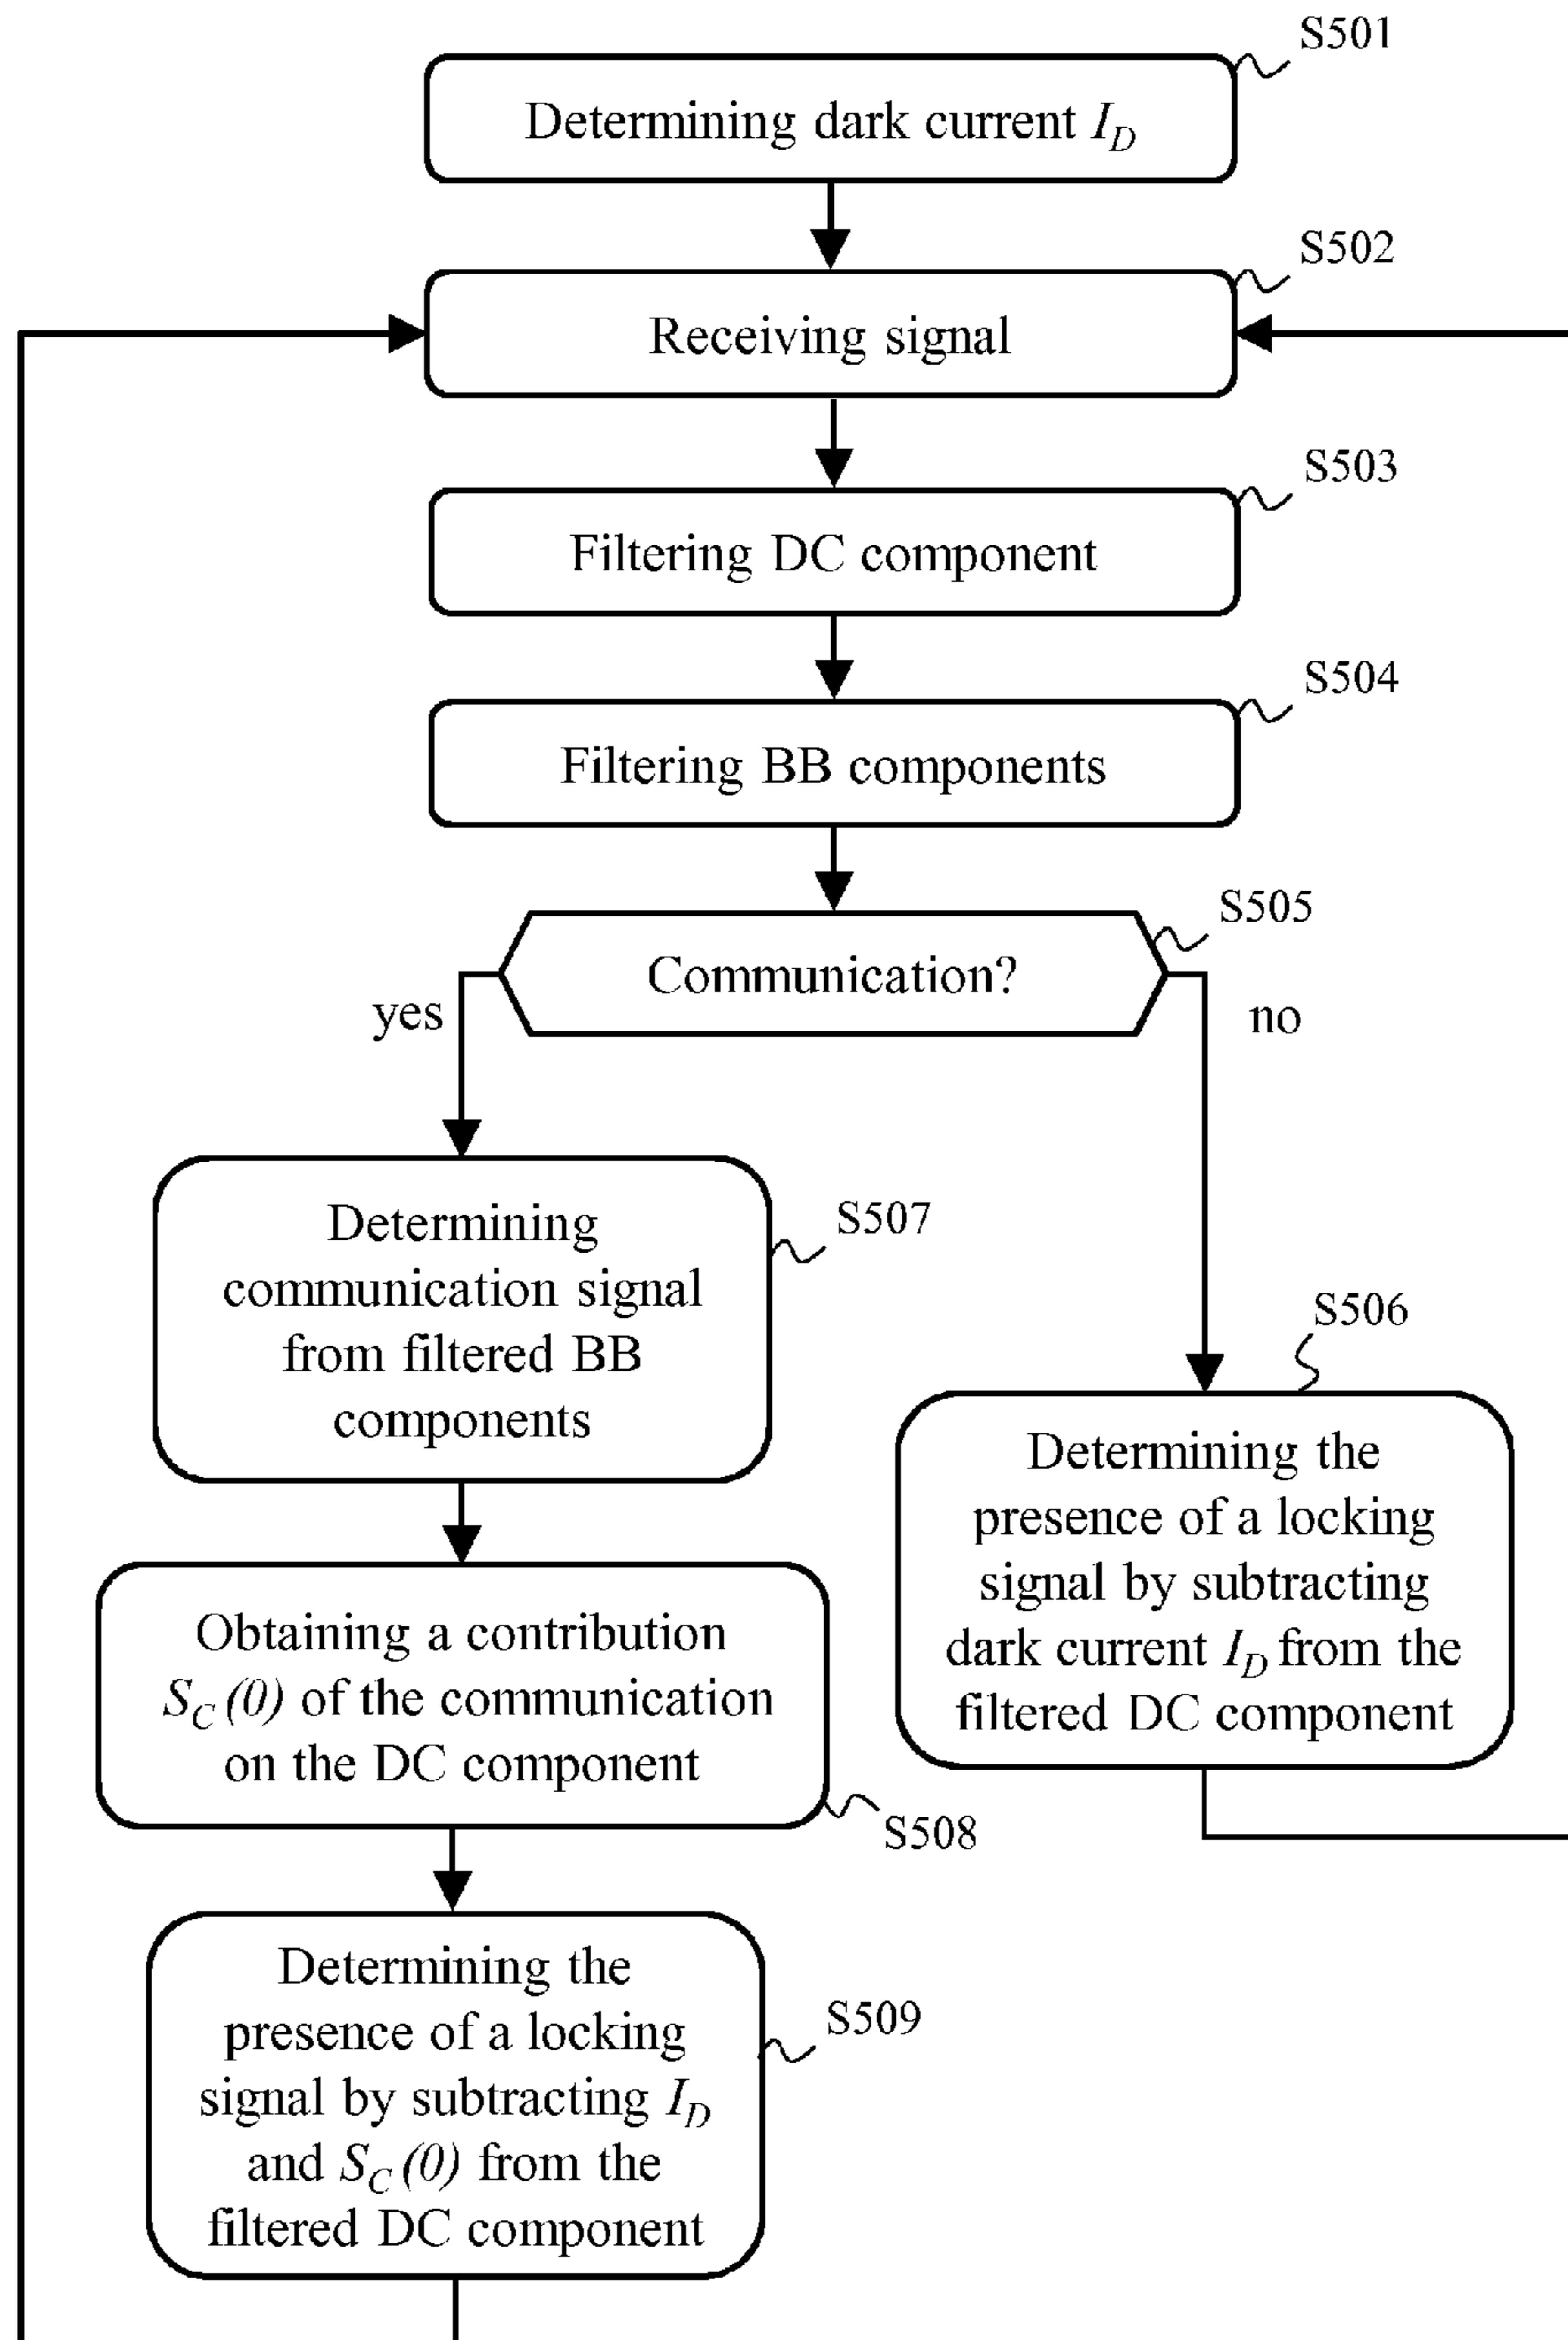 S501
Determining dark current I_D
S502
Receiving signal
S503
Filtering DC component
S504
Filtering BB components
S505
Communication?
yes
no
S507
Determining
communication signal
from filtered BB
components
S506
Determining the
presence of a locking
signal by subtracting
dark current I_D from the
filtered DC component
Obtaining a contribution
S_C(0) of the communication
on the DC component
S508
Determining the
presence of a locking
signal by subtracting I_D
and S_C(0) from the
filtered DC component
S509